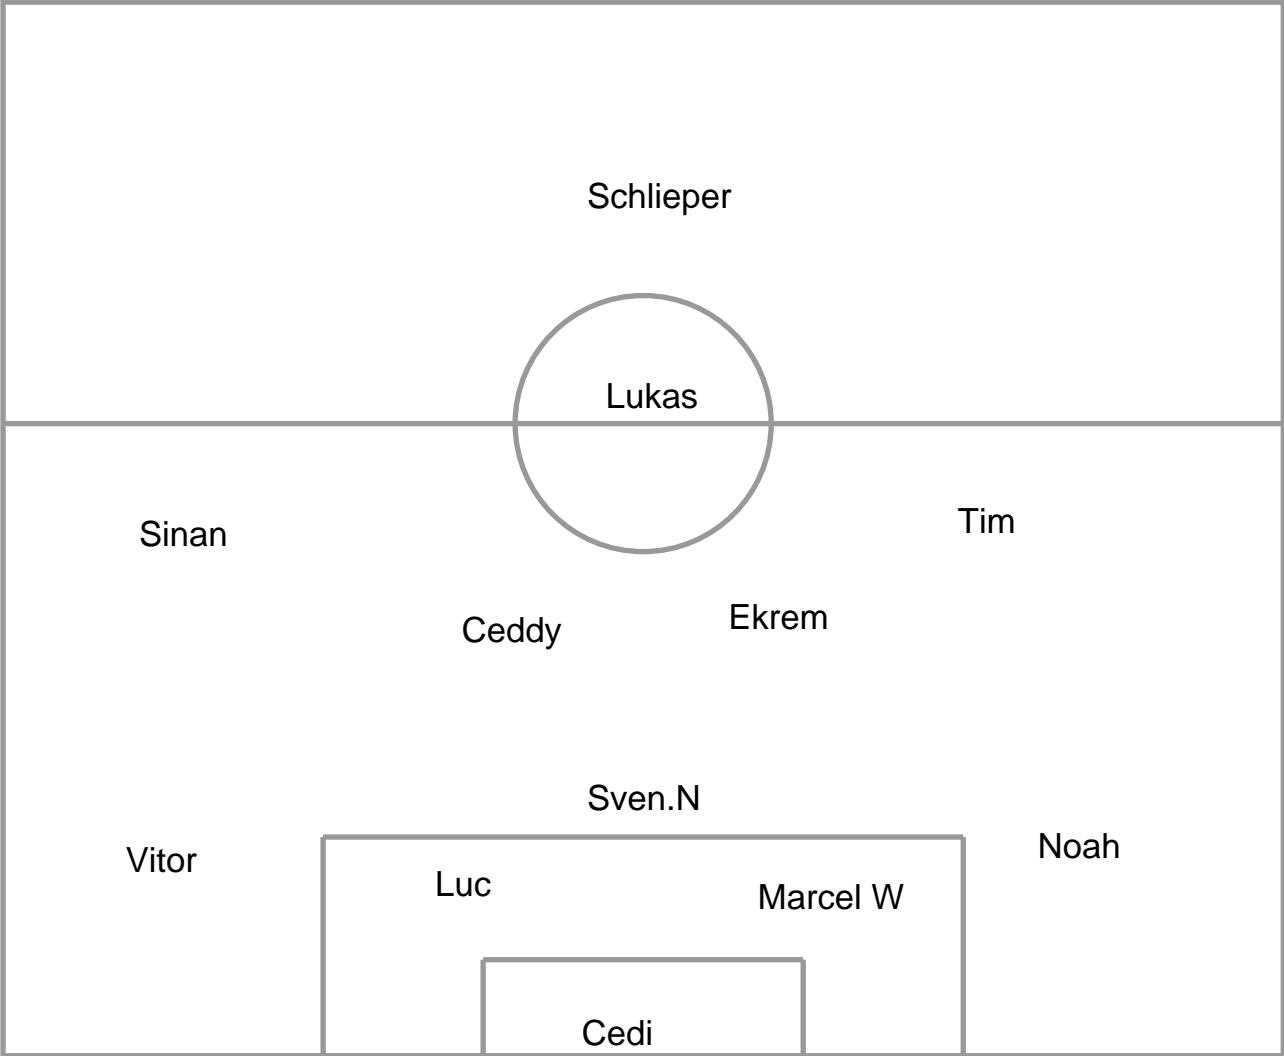 Schlieper
Lukas
Sinan
Tim
Ceddy
Ekrem
Sven.N
Vitor
Noah
Luc
Marcel W
Cedi